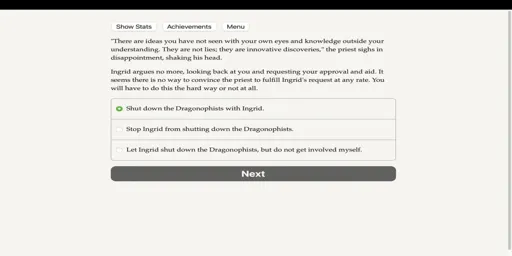 Show Stats Achievements Menu
"There are ideas you have not seen with your own eyes and knowledge outside your
understanding. They are not lies; they are innovative discoveries," the priest sighs in
disappointment, shaking his head.
Ingrid argues no more, looking back at you and requesting your approval and aid. It
seems there is no way to convince the priest to fulfill Ingrid's request at any rate. You
will have to do this the hard way or not at all.
Shut down the Dragonophists with Ingrid.
Stop Ingrid from shutting down the Dragonophists.
Let Ingrid shut down the Dragonophists, but do not get involved myself.
Next